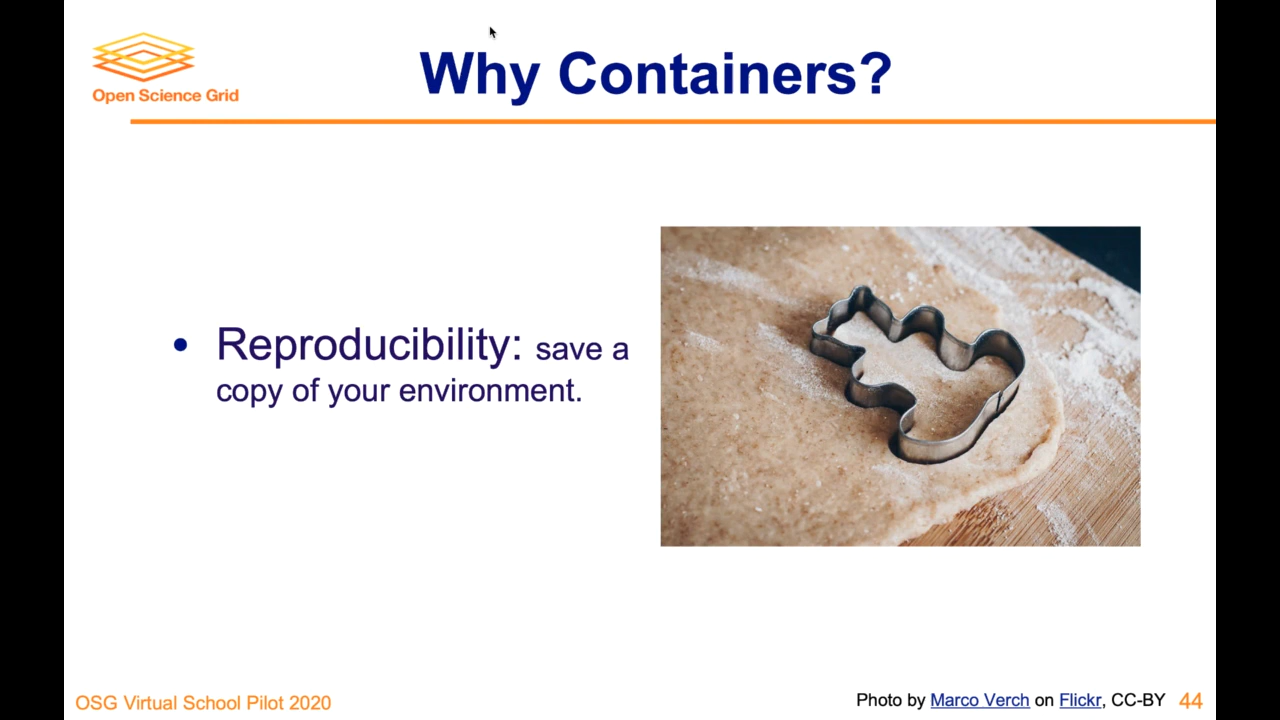 Open Science Grid
Why Containers?
• Reproducibility: save a
copy of your environment.
OSG Virtual School Pilot 2020
Photo by Marco Verch on Flickr, CC-BY 44